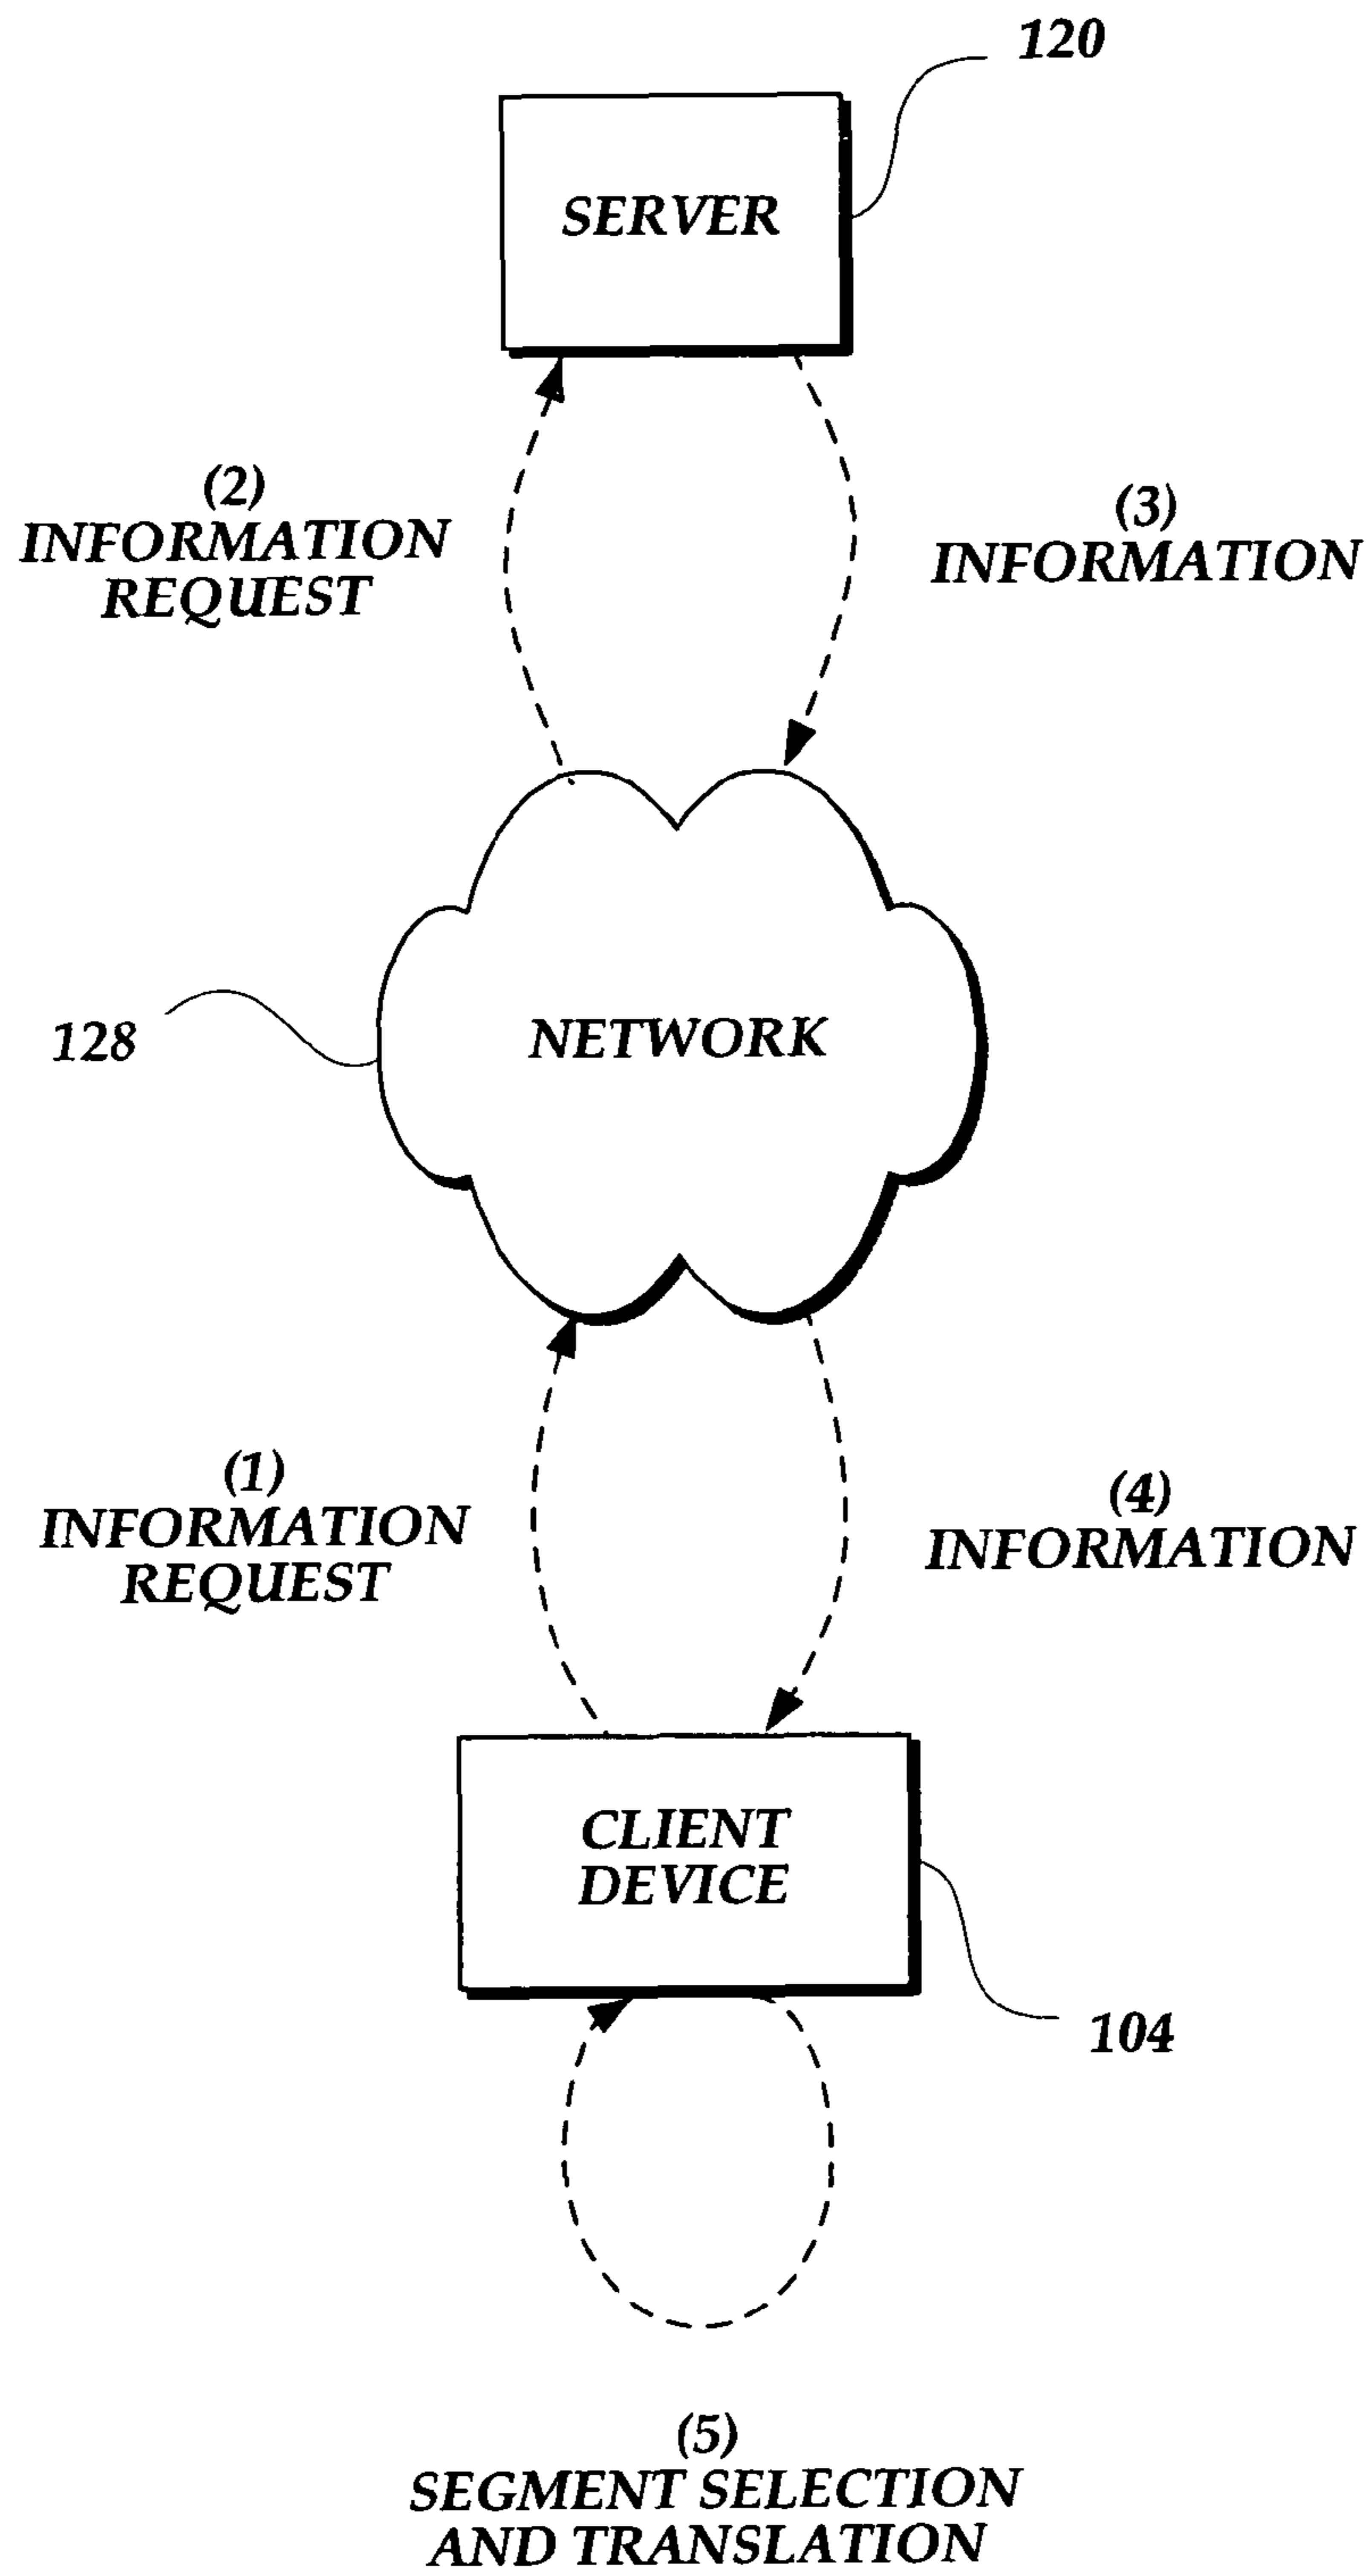 120
SERVER
(2)
INFORMATION
REQUEST
(3)
INFORMATION
128
NETWORK
(1)
INFORMATION
REQUEST
(4)
INFORMATION
CLIENT
DEVICE
104
(5)
SEGMENT SELECTION
AND TRANSLATION